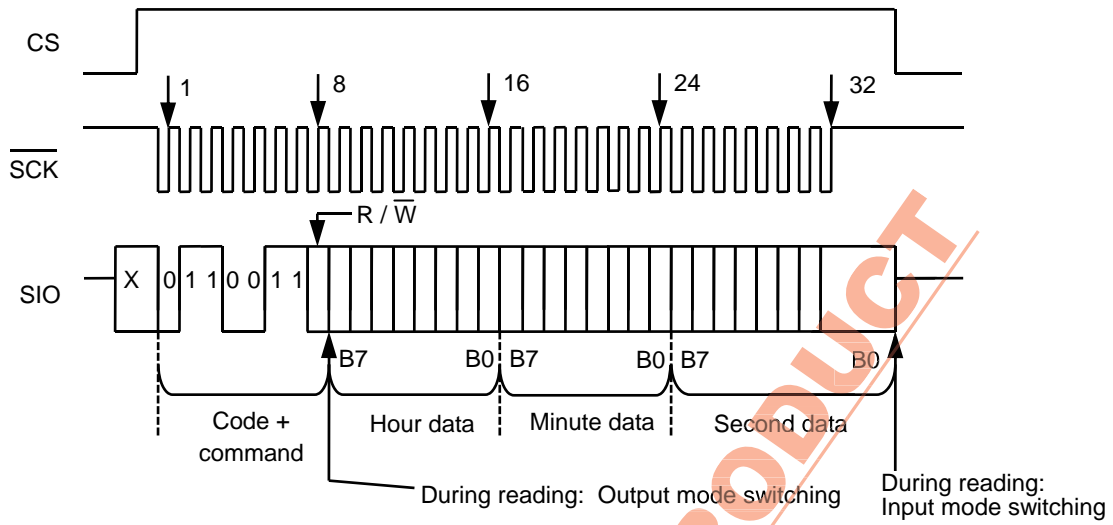 CS
1 8 16 24 32
SCK
R / W
SIO
X 0 1 1 0 0 1 1
B7 B0 B7 B0 B7 B0
Code +
command
Hour data
Minute data
Second data
During reading: Output mode switching
During reading:
Input mode switching
PRODUCT